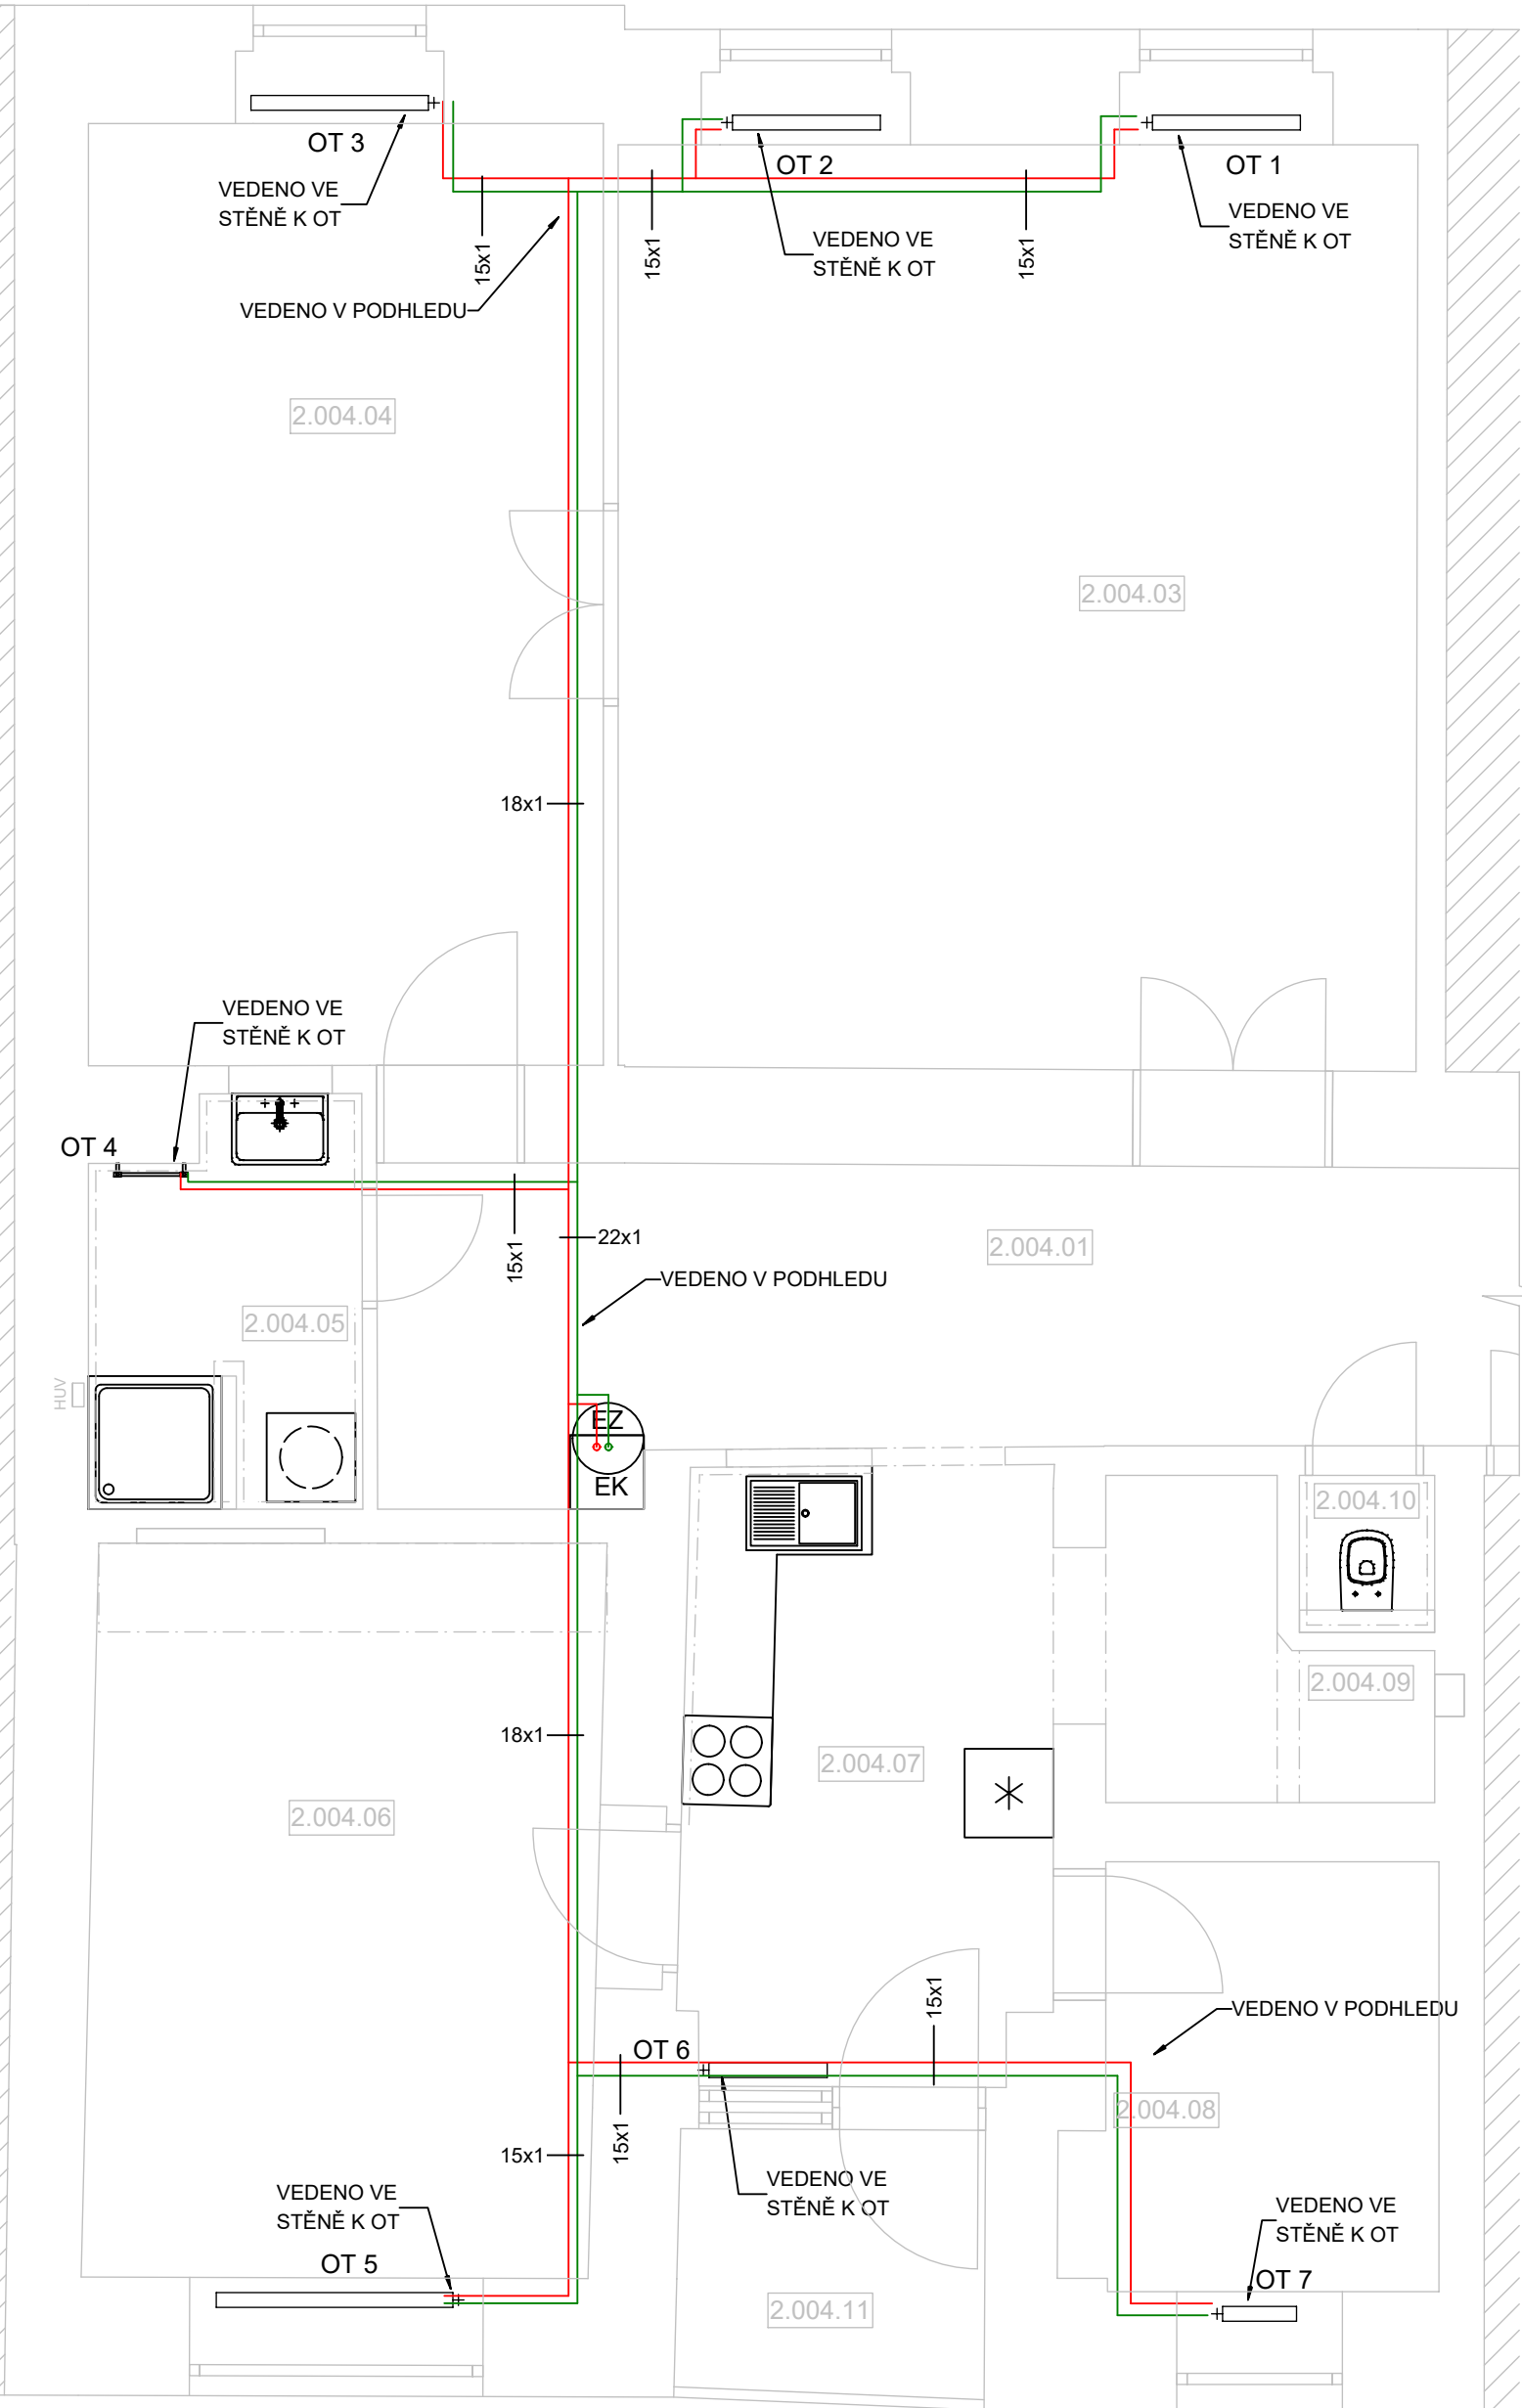 OT 3
OT 2
OT 1
VEDENO VE
STĚNĚ K OT
VEDENO VE
STĚNĚ K OT
VEDENO VE
STĚNĚ K OT
15x1
15x1
15x1
VEDENO V PODHLEDU
2.004.04
2.004.03
18x1
VEDENO VE
STĚNĚ K OT
OT 4
22x1
15x1
2.004.01
VEDENO V PODHLEDU
2.004.05
HUV
EZ
EK
2.004.10
2.004.09
18x1
2.004.07
2.004.06
15x1
VEDENO V PODHLEDU
OT 6
2.004.08
15x1
15x1
VEDENO VE
STĚNĚ K OT
VEDENO VE
STĚNĚ K OT
VEDENO VE
STĚNĚ K OT
OT 5
OT 7
2.004.11